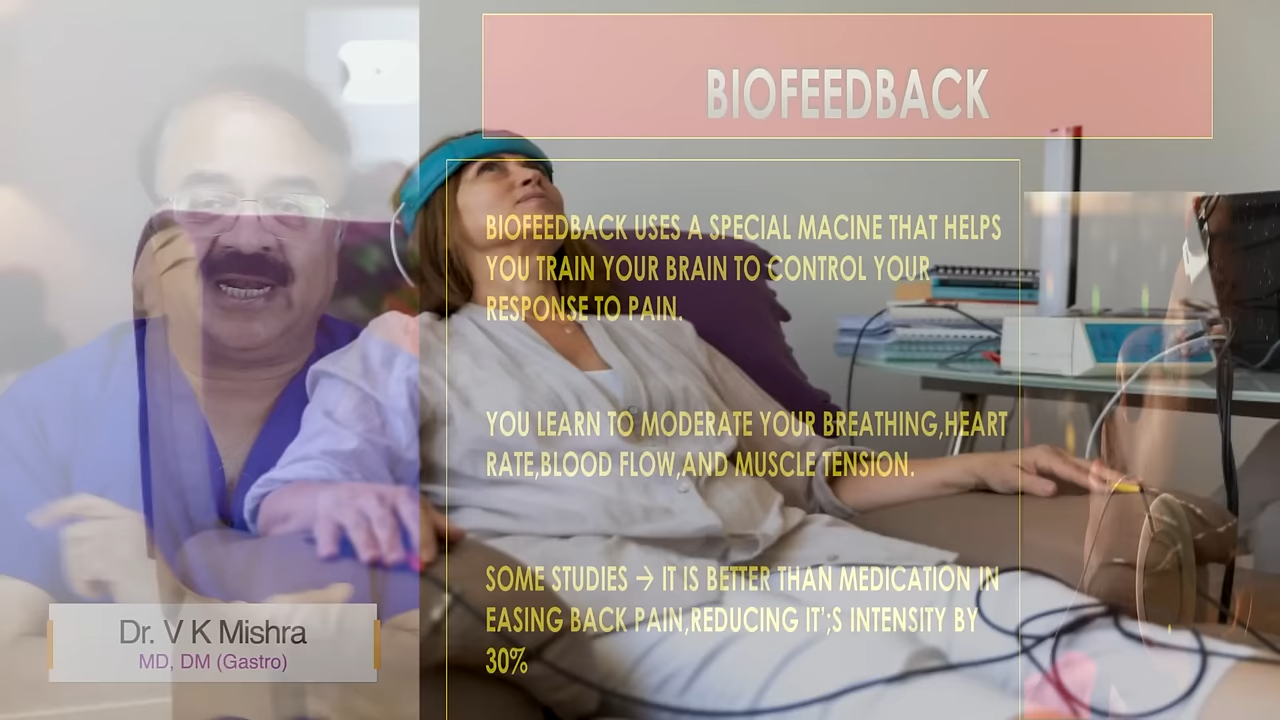 BIOFEEDBACK
BIOFEEDBACK USES A SPECIAL MACINE THAT HELPS
YOU TRAIN YOUR BRAIN TO CONTROL YOUR
RESPONSE TO PAIN.
YOU LEARN TO MODERATE YOUR BREATHING,HEART
RATE,BLOOD FLOW,AND MUSCLE TENSION.
SOME STUDIES → IT IS BETTER THAN MEDICATION IN
EASING BACK PAIN,REDUCING IT';S INTENSITY BY
30%
Dr. V K Mishra
MD, DM (Gastro)